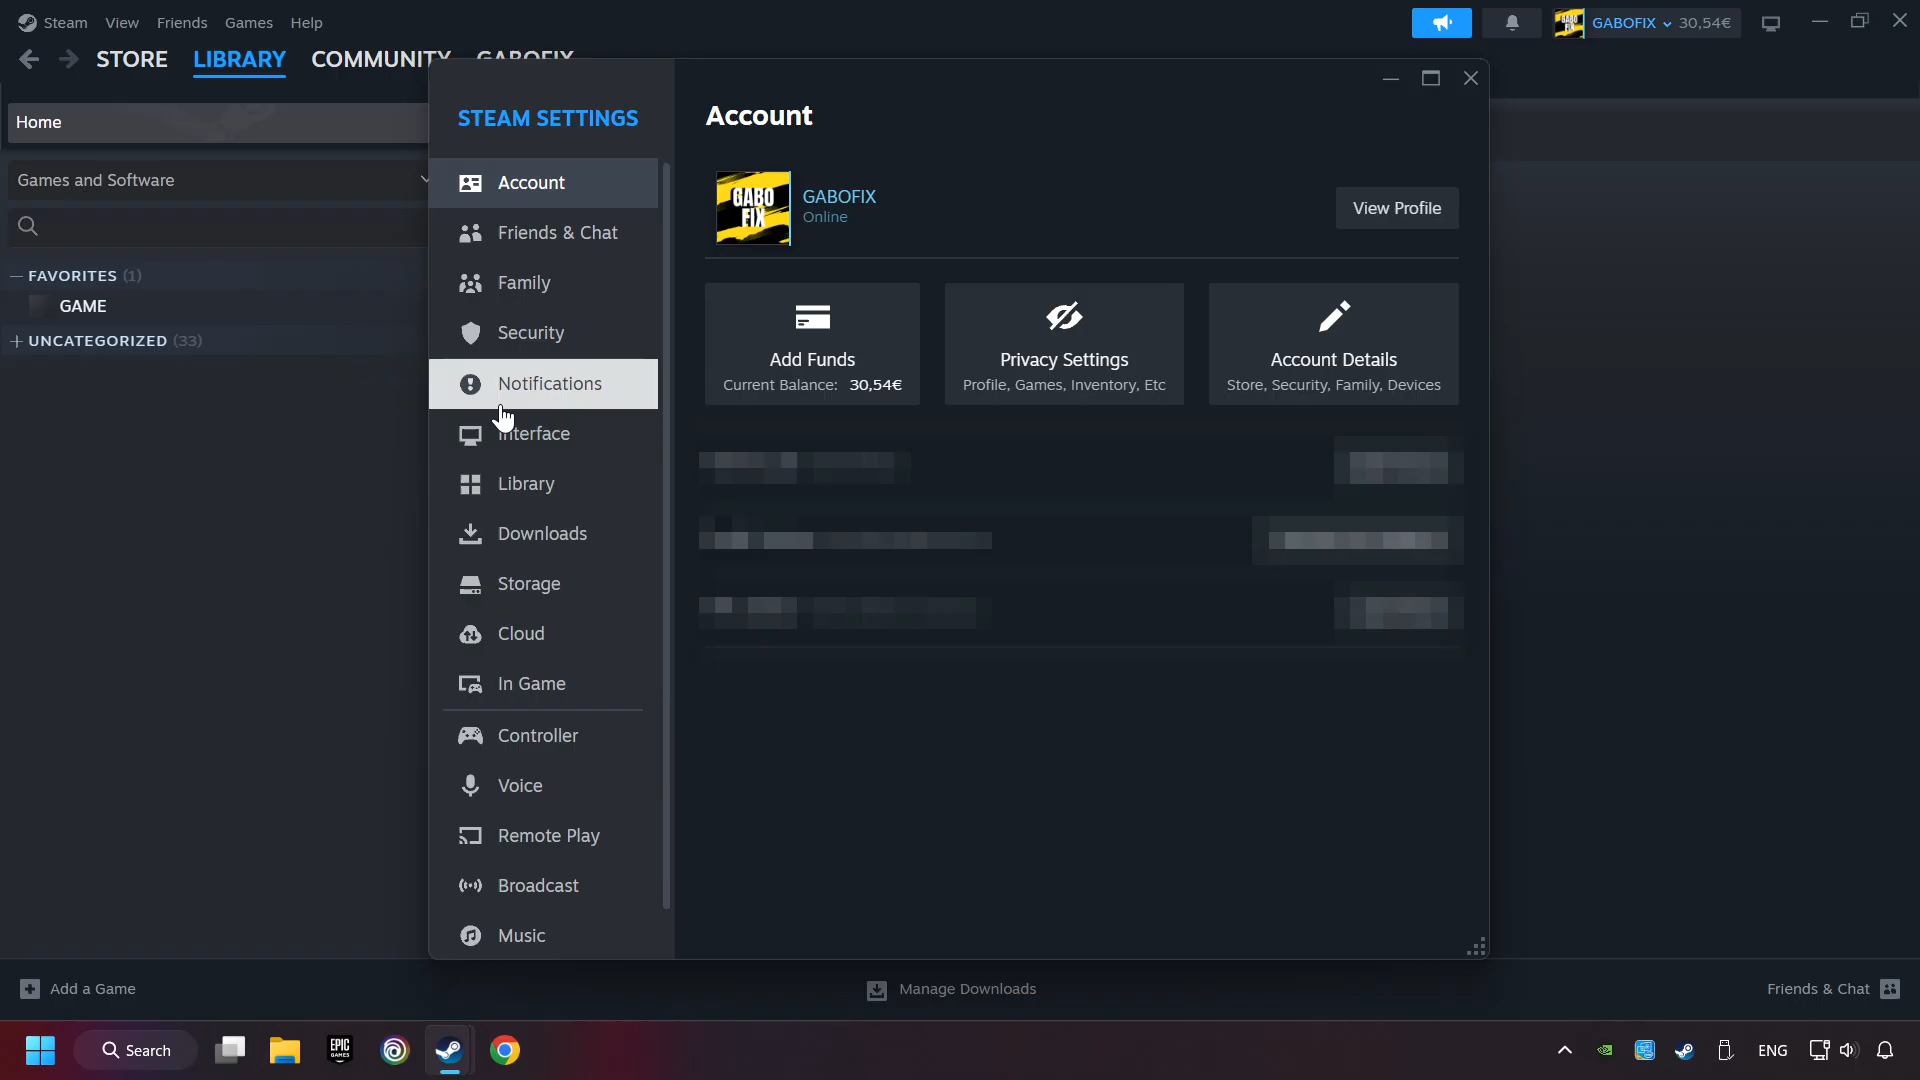 Steam View Friends Games Help
GABOFIX 30,54€
STORE LIBRARY COMMUNITY GABOFIX
Home
Games and Software
FAVORITES (1)
GAME
UNCATEGORIZED (33)
STEAM SETTINGS
Account
Friends & Chat
Family
Security
Notifications
Interface
Library
Downloads
Storage
Cloud
In Game
Controller
Voice
Remote Play
Broadcast
Music
Account
GABO
FIX
GABOFIX
Online
View Profile
Add Funds
Current Balance: 30,54€
Privacy Settings
Profile, Games, Inventory, Etc
Account Details
Store, Security, Family, Devices
Add a Game
Manage Downloads
Friends & Chat
Search
EPIC
GAMES
ENG